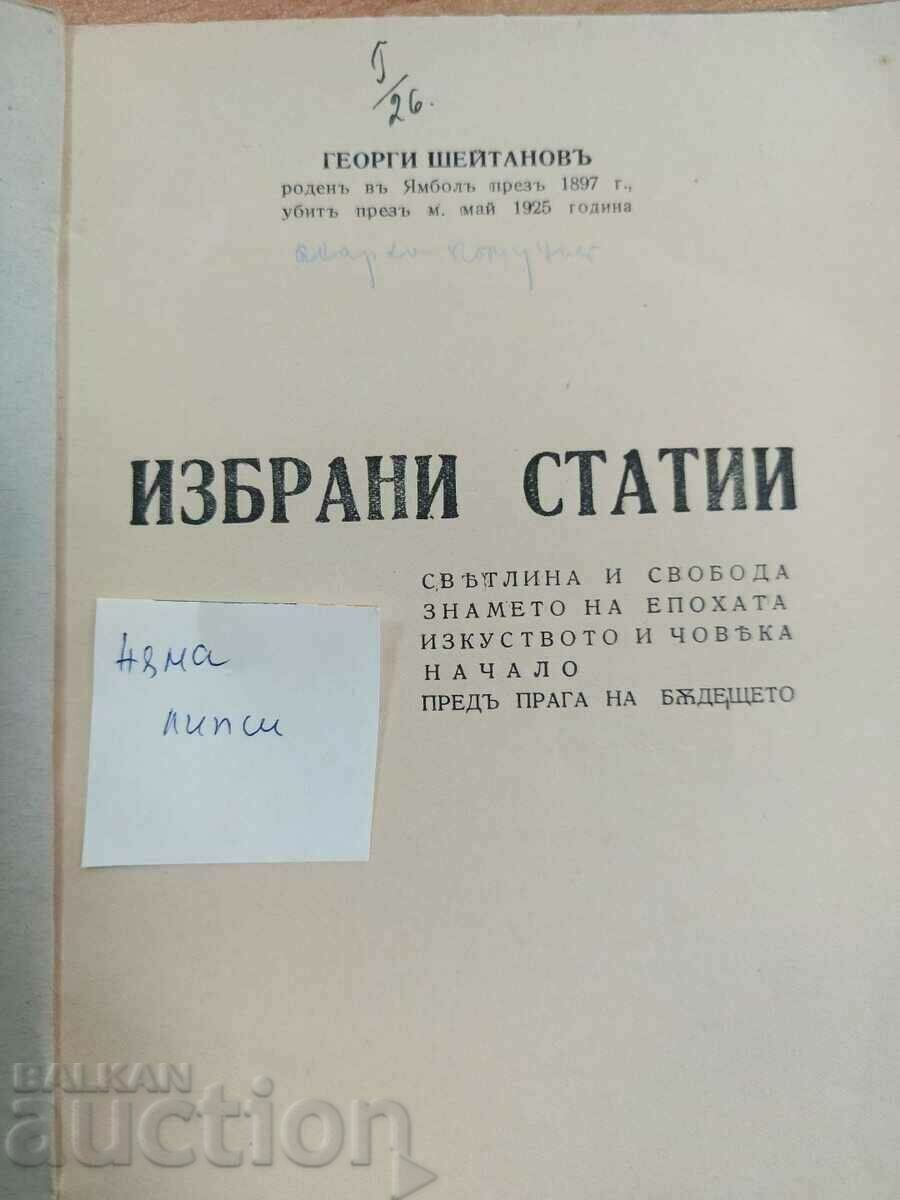 5/26.
ГЕОРГИ ШЕЙТАНОВЪ
роденъ въ Ямболъ презъ 1897 г.,
убитъ презъ м. май 1925 година
ИЗБРАНИ СТАТИИ
СВѢТЛИНА И СВОБОДА
ЗНАМЕТО НА ЕПОХАТА
ИЗКУСТВОТО И ЧОВѢКА
НАЧАЛО
ПРЕДЪ ПРАГА НА БѪДЕЩЕТО
няма
липси
BALKAN
auction